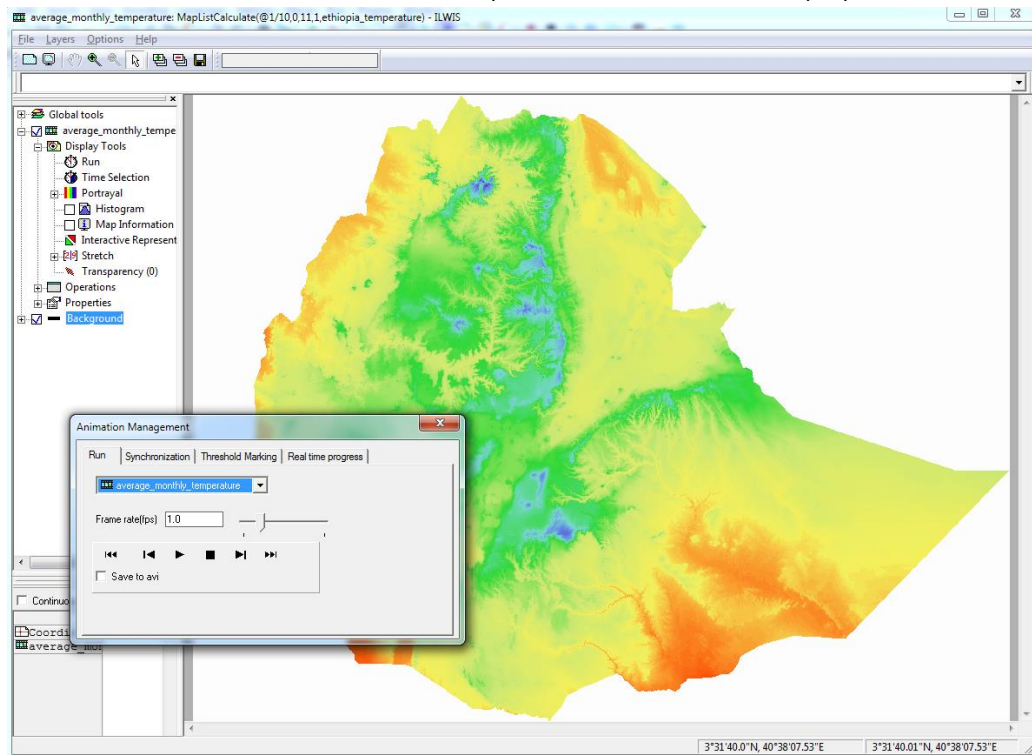 average_monthly_temperature: MapListCalculate(@1/10,0,11,1,ethiopia_temperature) - ILWIS
File Layers Options Help
Global tools
average_monthly_tempe
Display Tools
Run
Time Selection
Portrayal
Histogram
Map Information
Interactive Represent
Stretch
Transparency (0)
Operations
Properties
Background
Animation Management
Run Synchronization Threshold Marking Real time progress
average_monthly_temperature
Frame rate(fps) 1.0
Save to avi
Continuo
Coordi
average_mon
3°31'40.0"N, 40°38'07.53"E 3°31'40.01"N, 40°38'07.53"E